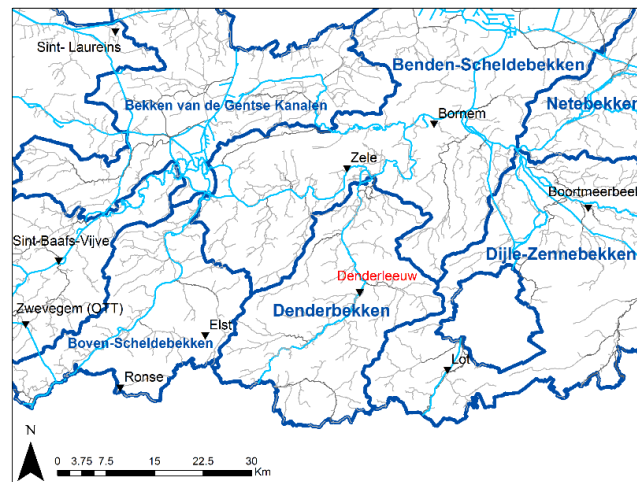 Sint- Laureins
Benden-Scheldebekken
Bekken van de Gentse Kanalen
Netebekken
Bornem
Zele
Boortmeerbeek
Sint-Baafs-Vijve
Dijle-Zennebekken
Denderleeuw
Zwevegem (OTT)
Denderbekken
Elst
Boven-Scheldebekken
Lot
Ronse
N
0 3.75 7.5 15 22.5 30
Km